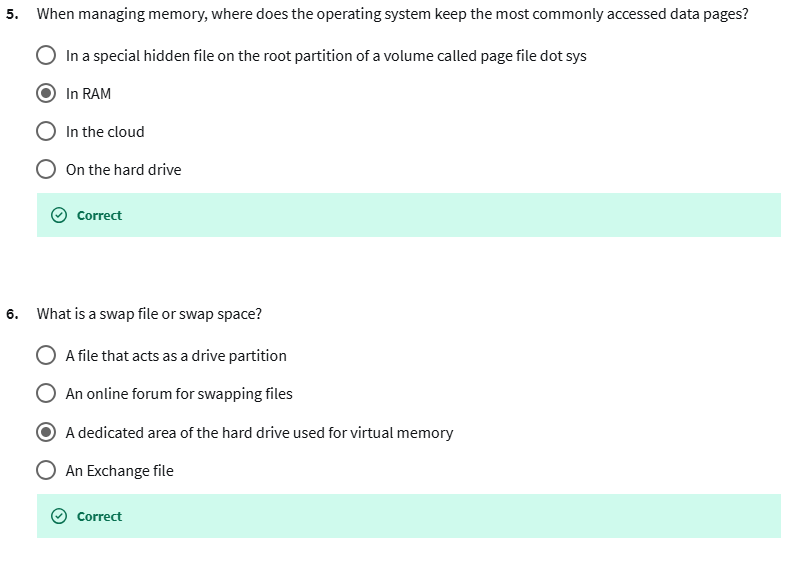 5. When managing memory, where does the operating system keep the most commonly accessed data pages?
In a special hidden file on the root partition of a volume called page file dot sys
In RAM
In the cloud
On the hard drive
Correct
6. What is a swap file or swap space?
A file that acts as a drive partition
An online forum for swapping files
A dedicated area of the hard drive used for virtual memory
An Exchange file
Correct